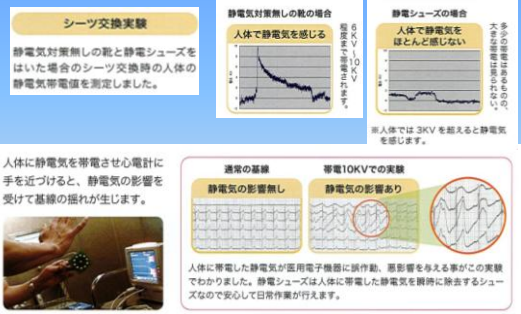 シーツ交換実験
静電気対策無しの靴と静電シューズを
はいた場合のシーツ交換時の人体の
静電気帯電値を測定しました。
静電気対策無しの靴の場合
人体で静電気を感じる
6KV～10KV
程度まで帯電されます。
静電シューズの場合
人体で静電気を
ほとんど感じない
多少の帯電はあるものの、
大きな帯電は見られない。
※人体では 3KV を超えると静電気
を感じます。
人体に静電気を帯電させ心電計に
手を近づけると、静電気の影響を
受けて基線の揺れが生じます。
通常の基線
静電気の影響無し
帯電10KVでの実験
静電気の影響あり
人体に帯電した静電気が医用電子機器に誤作動、悪影響を与える事がこの実験
でわかりました。静電シューズは人体に帯電した静電気を瞬時に除去するシュー
ズなので安心して日常作業が行えます。